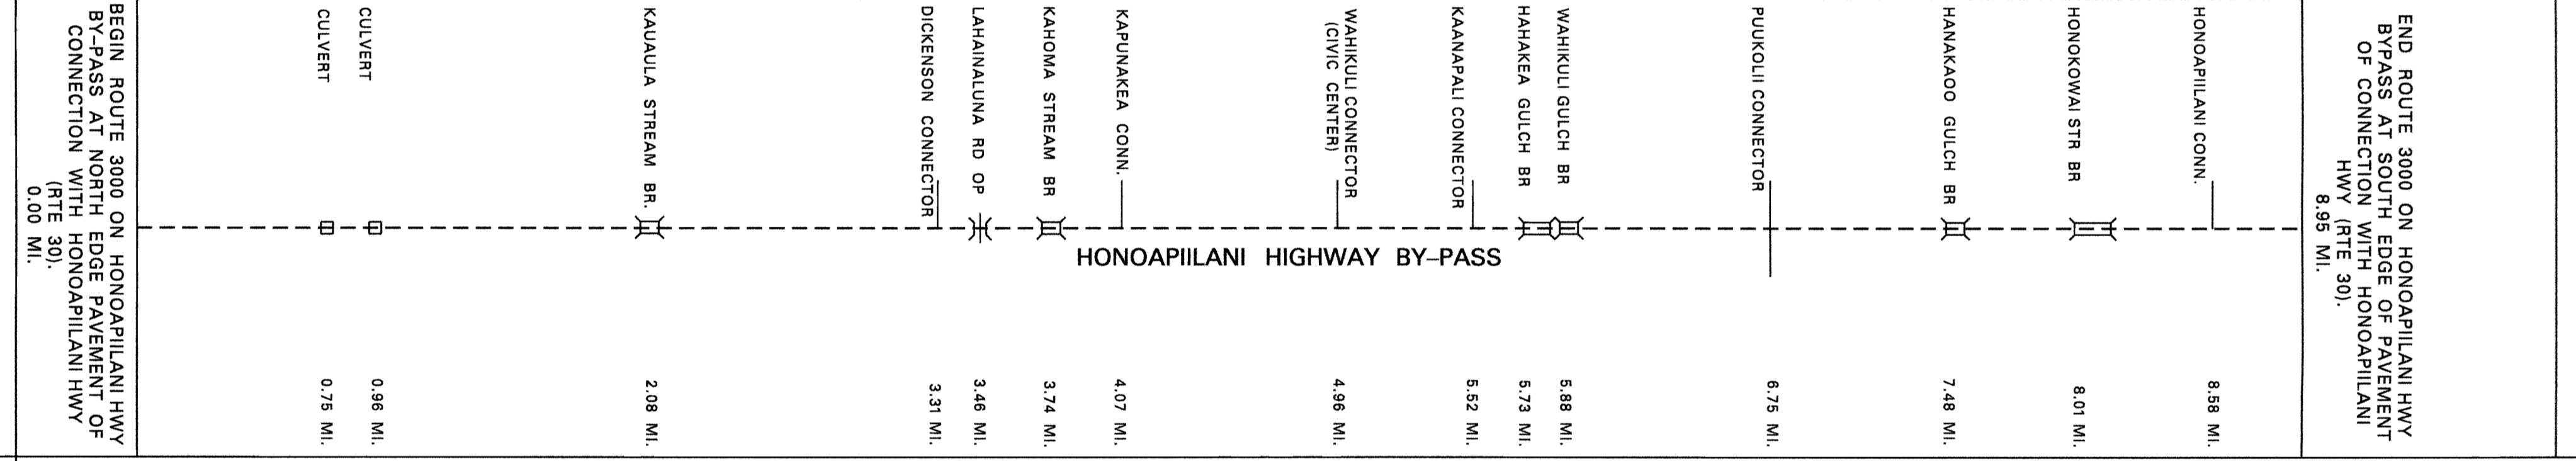 BEGIN ROUTE 3000 ON HONOAPIILANI HWY
BY–PASS AT NORTH EDGE PAVEMENT OF
CONNECTION WITH HONOAPIILANI HWY
(RTE 30).
0.00 MI.
CULVERT
CULVERT
KAUAULA STREAM BR.
DICKENSON CONNECTOR
LAHAINALUNA RD OP
KAHOMA STREAM BR
KAPUNAKEA CONN.
WAHIKULI CONNECTOR
(CIVIC CENTER)
KAANAPALI CONNECTOR
HAHAKEA GULCH BR
WAHIKULI GULCH BR
PUUKOLII CONNECTOR
HANAKAOO GULCH BR
HONOKOWAI STR BR
HONOAPIILANI CONN.
HONOAPIILANI HIGHWAY BY–PASS
0.75 MI.
0.96 MI.
2.08 MI.
3.31 MI.
3.46 MI.
3.74 MI.
4.07 MI.
4.96 MI.
5.52 MI.
5.73 MI.
5.88 MI.
6.75 MI.
7.48 MI.
8.01 MI.
8.58 MI.
END ROUTE 3000 ON HONOAPIILANI HWY
BYPASS AT SOUTH EDGE OF PAVEMENT
OF CONNECTION WITH HONOAPIILANI
HWY (RTE 30).
8.95 MI.